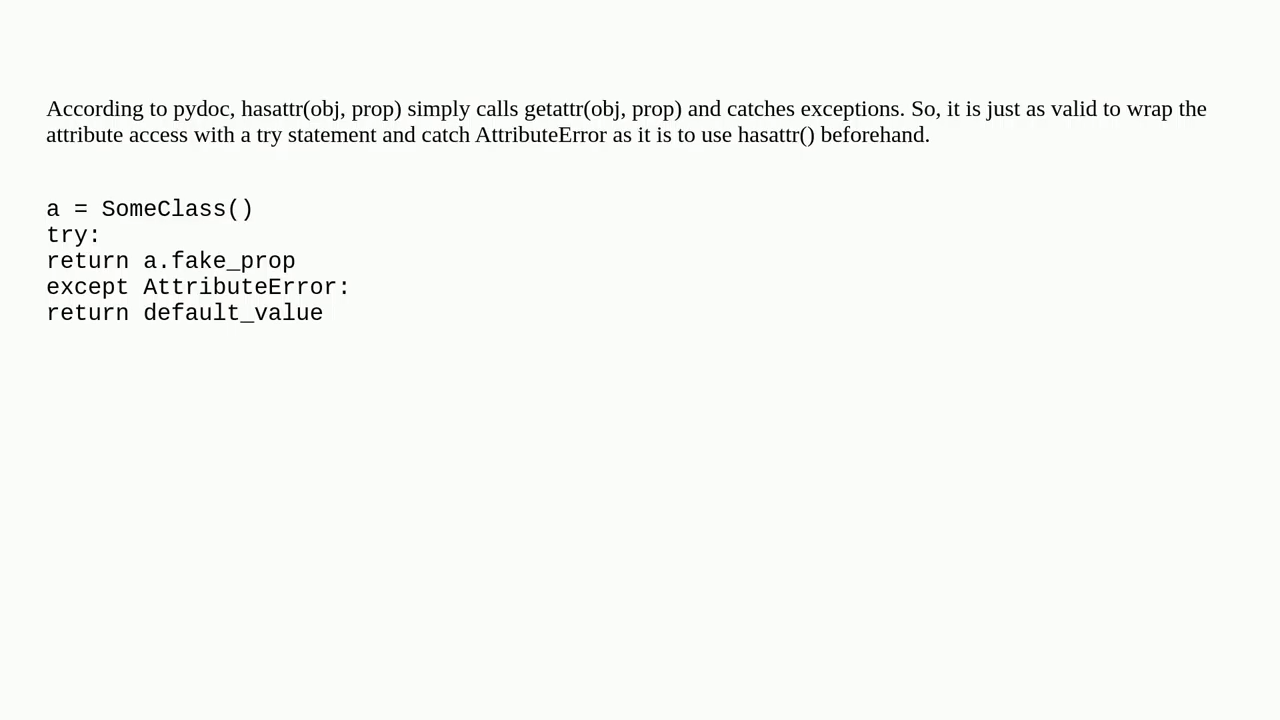 According to pydoc, hasattr(obj, prop) simply calls getattr(obj, prop) and catches exceptions. So, it is just as valid to wrap the
attribute access with a try statement and catch AttributeError as it is to use hasattr() beforehand.
a = SomeClass()
try:
return a.fake_prop
except AttributeError:
return default_value